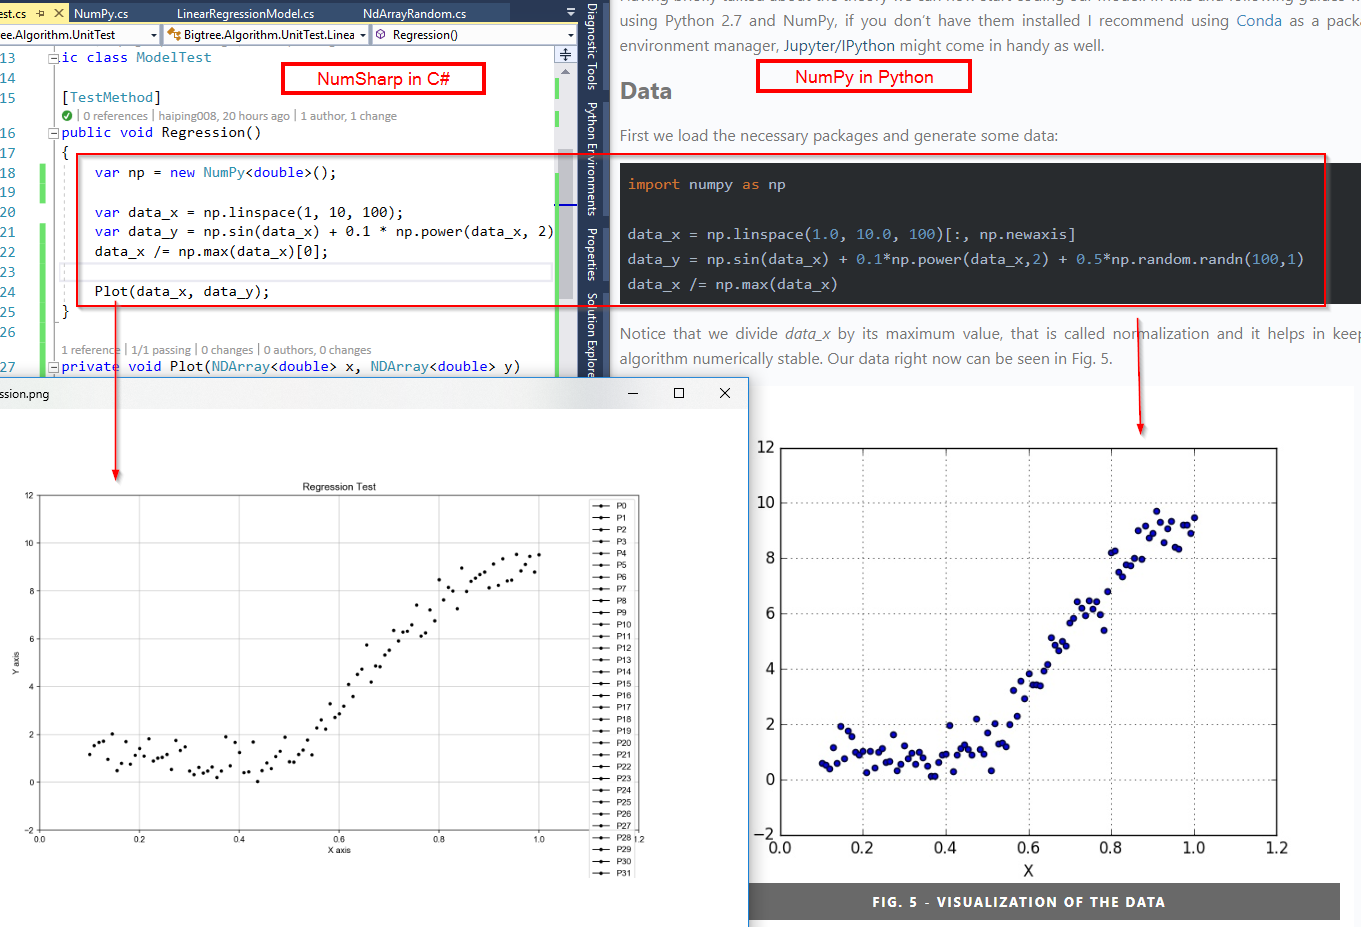 est.cs
NumPy.cs
LinearRegressionModel.cs
NdArrayRandom.cs
ree.Algorithm.UnitTest
Bigtree.Algorithm.UnitTest.Linea
Regression()
13 ic class ModelTest
14
15 [TestMethod]
0 references | haiping008, 20 hours ago | 1 author, 1 change
16 public void Regression()
17 {
18 var np = new NumPy<double>();
19
20 var data_x = np.linspace(1, 10, 100);
21 var data_y = np.sin(data_x) + 0.1 * np.power(data_x, 2)
22 data_x /= np.max(data_x)[0];
23
24 Plot(data_x, data_y);
25 }
26
1 reference | 1/1 passing | 0 changes | 0 authors, 0 changes
27 private void Plot(NDArray<double> x, NDArray<double> y)
NumSharp in C#
Diagnostic Tools
Python Environments
Properties
Solution Explorer
using Python 2.7 and NumPy, if you don't have them installed I recommend using Conda as a packa
environment manager, Jupyter/IPython might come in handy as well.
NumPy in Python
Data
First we load the necessary packages and generate some data:
import numpy as np
data_x = np.linspace(1.0, 10.0, 100)[:, np.newaxis]
data_y = np.sin(data_x) + 0.1*np.power(data_x,2) + 0.5*np.random.randn(100,1)
data_x /= np.max(data_x)
Notice that we divide data_x by its maximum value, that is called normalization and it helps in keep
algorithm numerically stable. Our data right now can be seen in Fig. 5.
ssion.png
Regression Test
12
10
8
6
4
2
0
−2
Y axis
0.0 0.2 0.4 0.6 0.8 1.0 1.2
X axis
P0
P1
P2
P3
P4
P5
P6
P7
P8
P9
P10
P11
P12
P13
P14
P15
P16
P17
P18
P19
P20
P21
P22
P23
P24
P25
P26
P27
P28
P29
P30
P31
12
10
8
6
4
2
0
−2
0.0 0.2 0.4 0.6 0.8 1.0 1.2
X
FIG. 5 - VISUALIZATION OF THE DATA